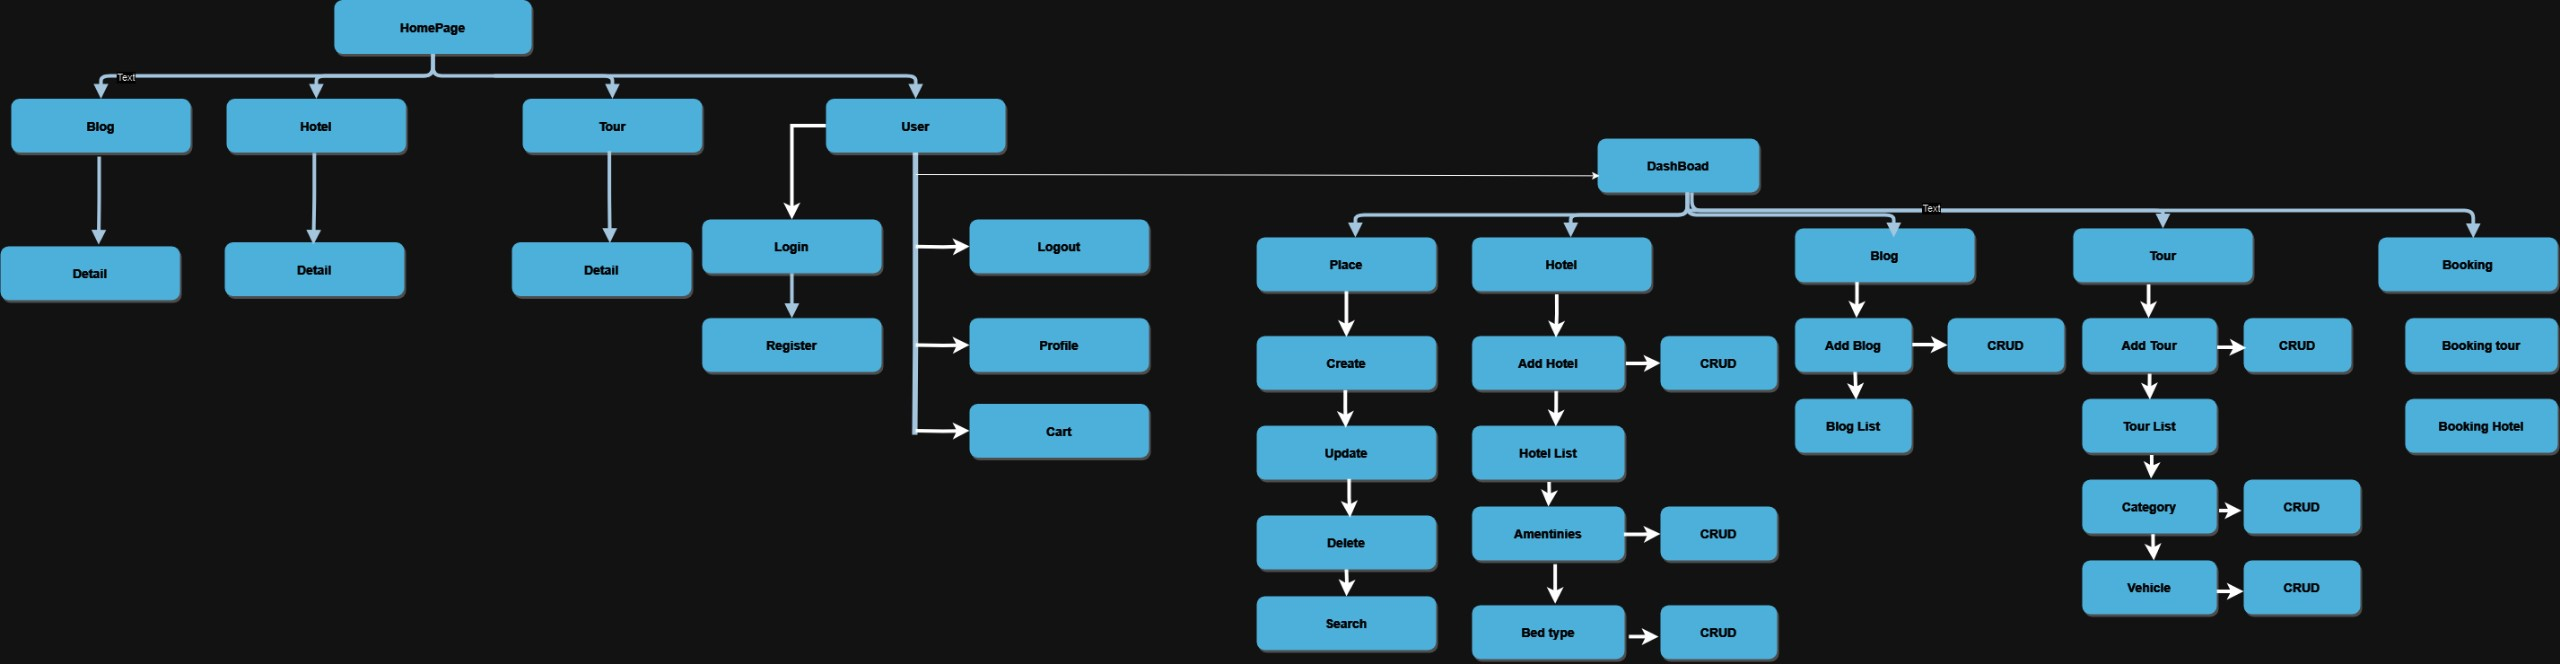 HomePage
Text
Blog
Hotel
Tour
User
DashBoad
Text
Detail
Detail
Detail
Login
Logout
Register
Profile
Cart
Place
Hotel
Blog
Tour
Booking
Create
Add Hotel
CRUD
Add Blog
CRUD
Add Tour
CRUD
Booking tour
Update
Hotel List
Blog List
Tour List
Booking Hotel
Delete
Amentinies
CRUD
Category
CRUD
Search
Bed type
CRUD
Vehicle
CRUD